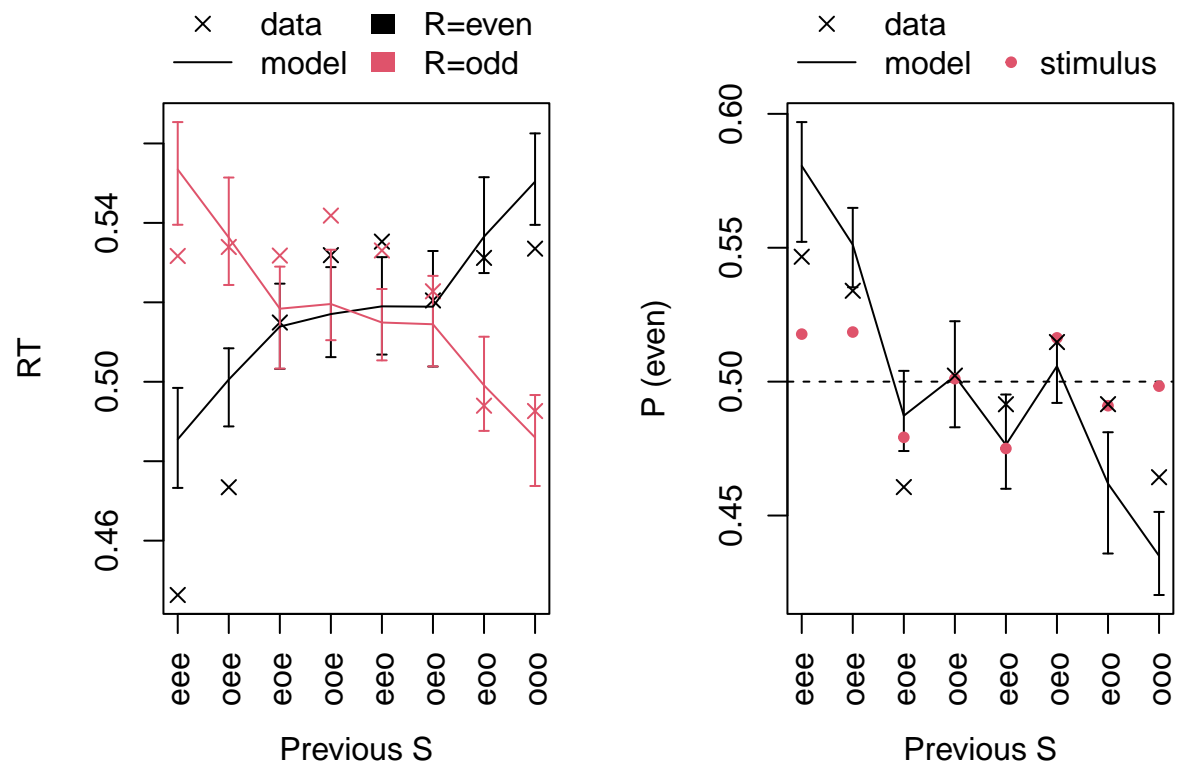 data R=even
model R=odd
RT
0.54
0.50
0.46
eee oee eoe ooe eeo oeo eoo ooo
Previous S
data
model stimulus
P (even)
0.60
0.55
0.50
0.45
eee oee eoe ooe eeo oeo eoo ooo
Previous S